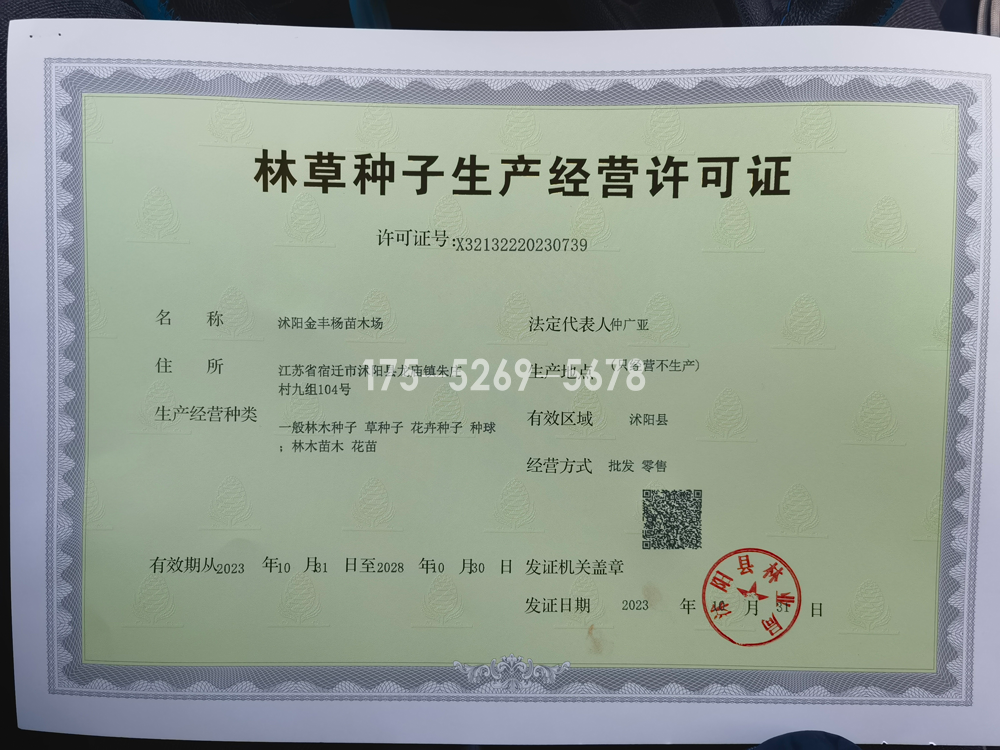 林草种子生产经营许可证
许可证号:X32132220230739
名 称 沭阳金丰杨苗木场
法定代表人仲广亚
住 所 江苏省宿迁市沭阳县龙庙镇朱庄
村九组104号
生产地点 (只经营不生产)
175-5269-5678
生产经营种类 一般林木种子 草种子 花卉种子 种球
;林木苗木 花苗
有效区域 沭阳县
经营方式 批发 零售
有效期从2023 年10 月31 日至2028 年10 月30 日
发证机关盖章
发证日期 2023 年 10 月 31 日
沭阳县林业局